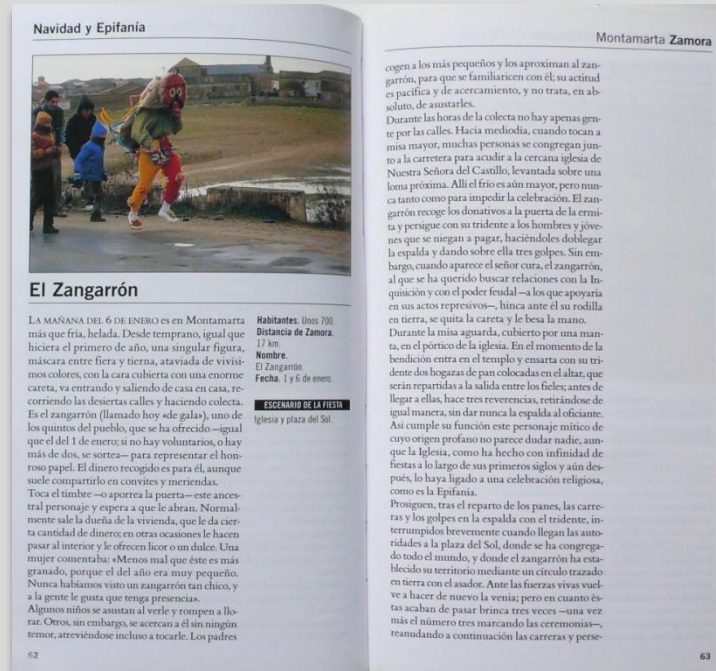 Navidad y Epifanía
El Zangarrón
LA MAÑANA DEL 6 DE ENERO es en Montamarta
más que fría, helada. Desde temprano, igual que
hiciera el primero de año, una singular figura,
máscara entre fiera y tierna, ataviada de vivísi-
mos colores, con la cara cubierta con una enorme
careta, va entrando y saliendo de casa en casa, re-
corriendo las desiertas calles y haciendo colecta.
Es el zangarrón (llamado hoy «de gala»), uno de
los quintos del pueblo, que se ha ofrecido —igual
que el del 1 de enero; si no hay voluntarios, o hay
más de dos, se sortea— para representar el hon-
roso papel. El dinero recogido es para él, aunque
suele compartirlo en convites y meriendas.
Toca el timbre —o aporrea la puerta— este ances-
tral personaje y espera a que le abran. Normal-
mente sale la dueña de la vivienda, que le da cier-
ta cantidad de dinero; en otras ocasiones le hacen
pasar al interior y le ofrecen licor o un dulce. Una
mujer comentaba: «Menos mal que éste es más
granado, porque el del año era muy pequeño.
Nunca habíamos visto un zangarrón tan chico, y
a la gente le gusta que tenga presencia».
Algunos niños se asustan al verle y rompen a llo-
rar. Otros, sin embargo, se acercan a él sin ningún
temor, atreviéndose incluso a tocarle. Los padres
Habitantes. Unos 700.
Distancia de Zamora.
17 km.
Nombre.
El Zangarrón.
Fecha. 1 y 6 de enero.
ESCENARIO DE LA FIESTA
Iglesia y plaza del Sol.
62
Montamarta Zamora
cogen a los más pequeños y los aproximan al zan-
garrón, para que se familiaricen con él; su actitud
es pacífica y de acercamiento, y no trata, en ab-
soluto, de asustarles.
Durante las horas de la colecta no hay apenas gen-
te por las calles. Hacia mediodía, cuando tocan a
misa mayor, muchas personas se congregan jun-
to a la carretera para acudir a la cercana iglesia de
Nuestra Señora del Castillo, levantada sobre una
loma próxima. Allí el frío es aún mayor, pero nun-
ca tanto como para impedir la celebración. El zan-
garrón recoge los donativos a la puerta de la ermi-
ta y persigue con su tridente a los hombres y jóve-
nes que se niegan a pagar, haciéndoles doblegar
la espalda y dando sobre ella tres golpes. Sin em-
bargo, cuando aparece el señor cura, el zangarrón,
al que se ha querido buscar relaciones con la In-
quisición y con el poder feudal —a los que apoyaría
en sus actos represivos—, hinca ante él su rodilla
en tierra, se quita la careta y le besa la mano.
Durante la misa aguarda, cubierto por una man-
ta, en el pórtico de la iglesia. En el momento de la
bendición entra en el templo y ensarta con su tri-
dente dos hogazas de pan colocadas en el altar, que
serán repartidas a la salida entre los fieles; antes de
llegar a ellas, hace tres reverencias, retirándose de
igual manera, sin dar nunca la espalda al oficiante.
Así cumple su función este personaje mítico de
cuyo origen profano no parece dudar nadie, aun-
que la Iglesia, como ha hecho con infinidad de
fiestas a lo largo de sus primeros siglos y aún des-
pués, lo haya ligado a una celebración religiosa,
como es la Epifanía.
Prosiguen, tras el reparto de los panes, las carre-
ras y los golpes en la espalda con el tridente, in-
terrumpidos brevemente cuando llegan las auto-
ridades a la plaza del Sol, donde se ha congrega-
do todo el mundo, y donde el zangarrón ha esta-
blecido su territorio mediante un círculo trazado
en tierra con el asador. Ante las fuerzas vivas vuel-
ve a hacer de nuevo la venia; pero en cuanto és-
tas acaban de pasar brinca tres veces —una vez
más el número tres marcando las ceremonias—,
reanudando a continuación las carreras y perse-
63